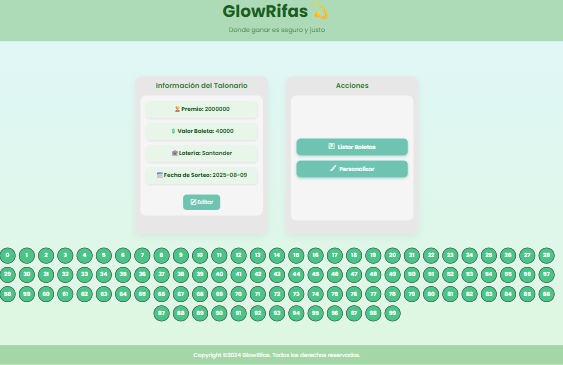 GlowRifas 💫
Donde ganar es seguro y justo
Información del Talonario
Premio: 2000000
Valor Boleta: 40000
Lotería: Santander
Fecha de Sorteo: 2025-08-09
Editar
Acciones
Listar Boletas
Personalizar
0 1 2 3 4 5 6 7 8 9 10 11 12 13 14 15 16 17 18 19 20 21 22 23 24 25 26 27 28
29 30 31 32 33 34 35 36 37 38 39 40 41 42 43 44 45 46 47 48 49 50 51 52 53 54 55 56 57
58 59 60 61 62 63 64 65 66 67 68 69 70 71 72 73 74 75 76 77 78 79 80 81 82 83 84 85 86
87 88 89 90 91 92 93 94 95 96 97 98 99
Copyright ©2024 GlowRifas. Todos los derechos reservados.